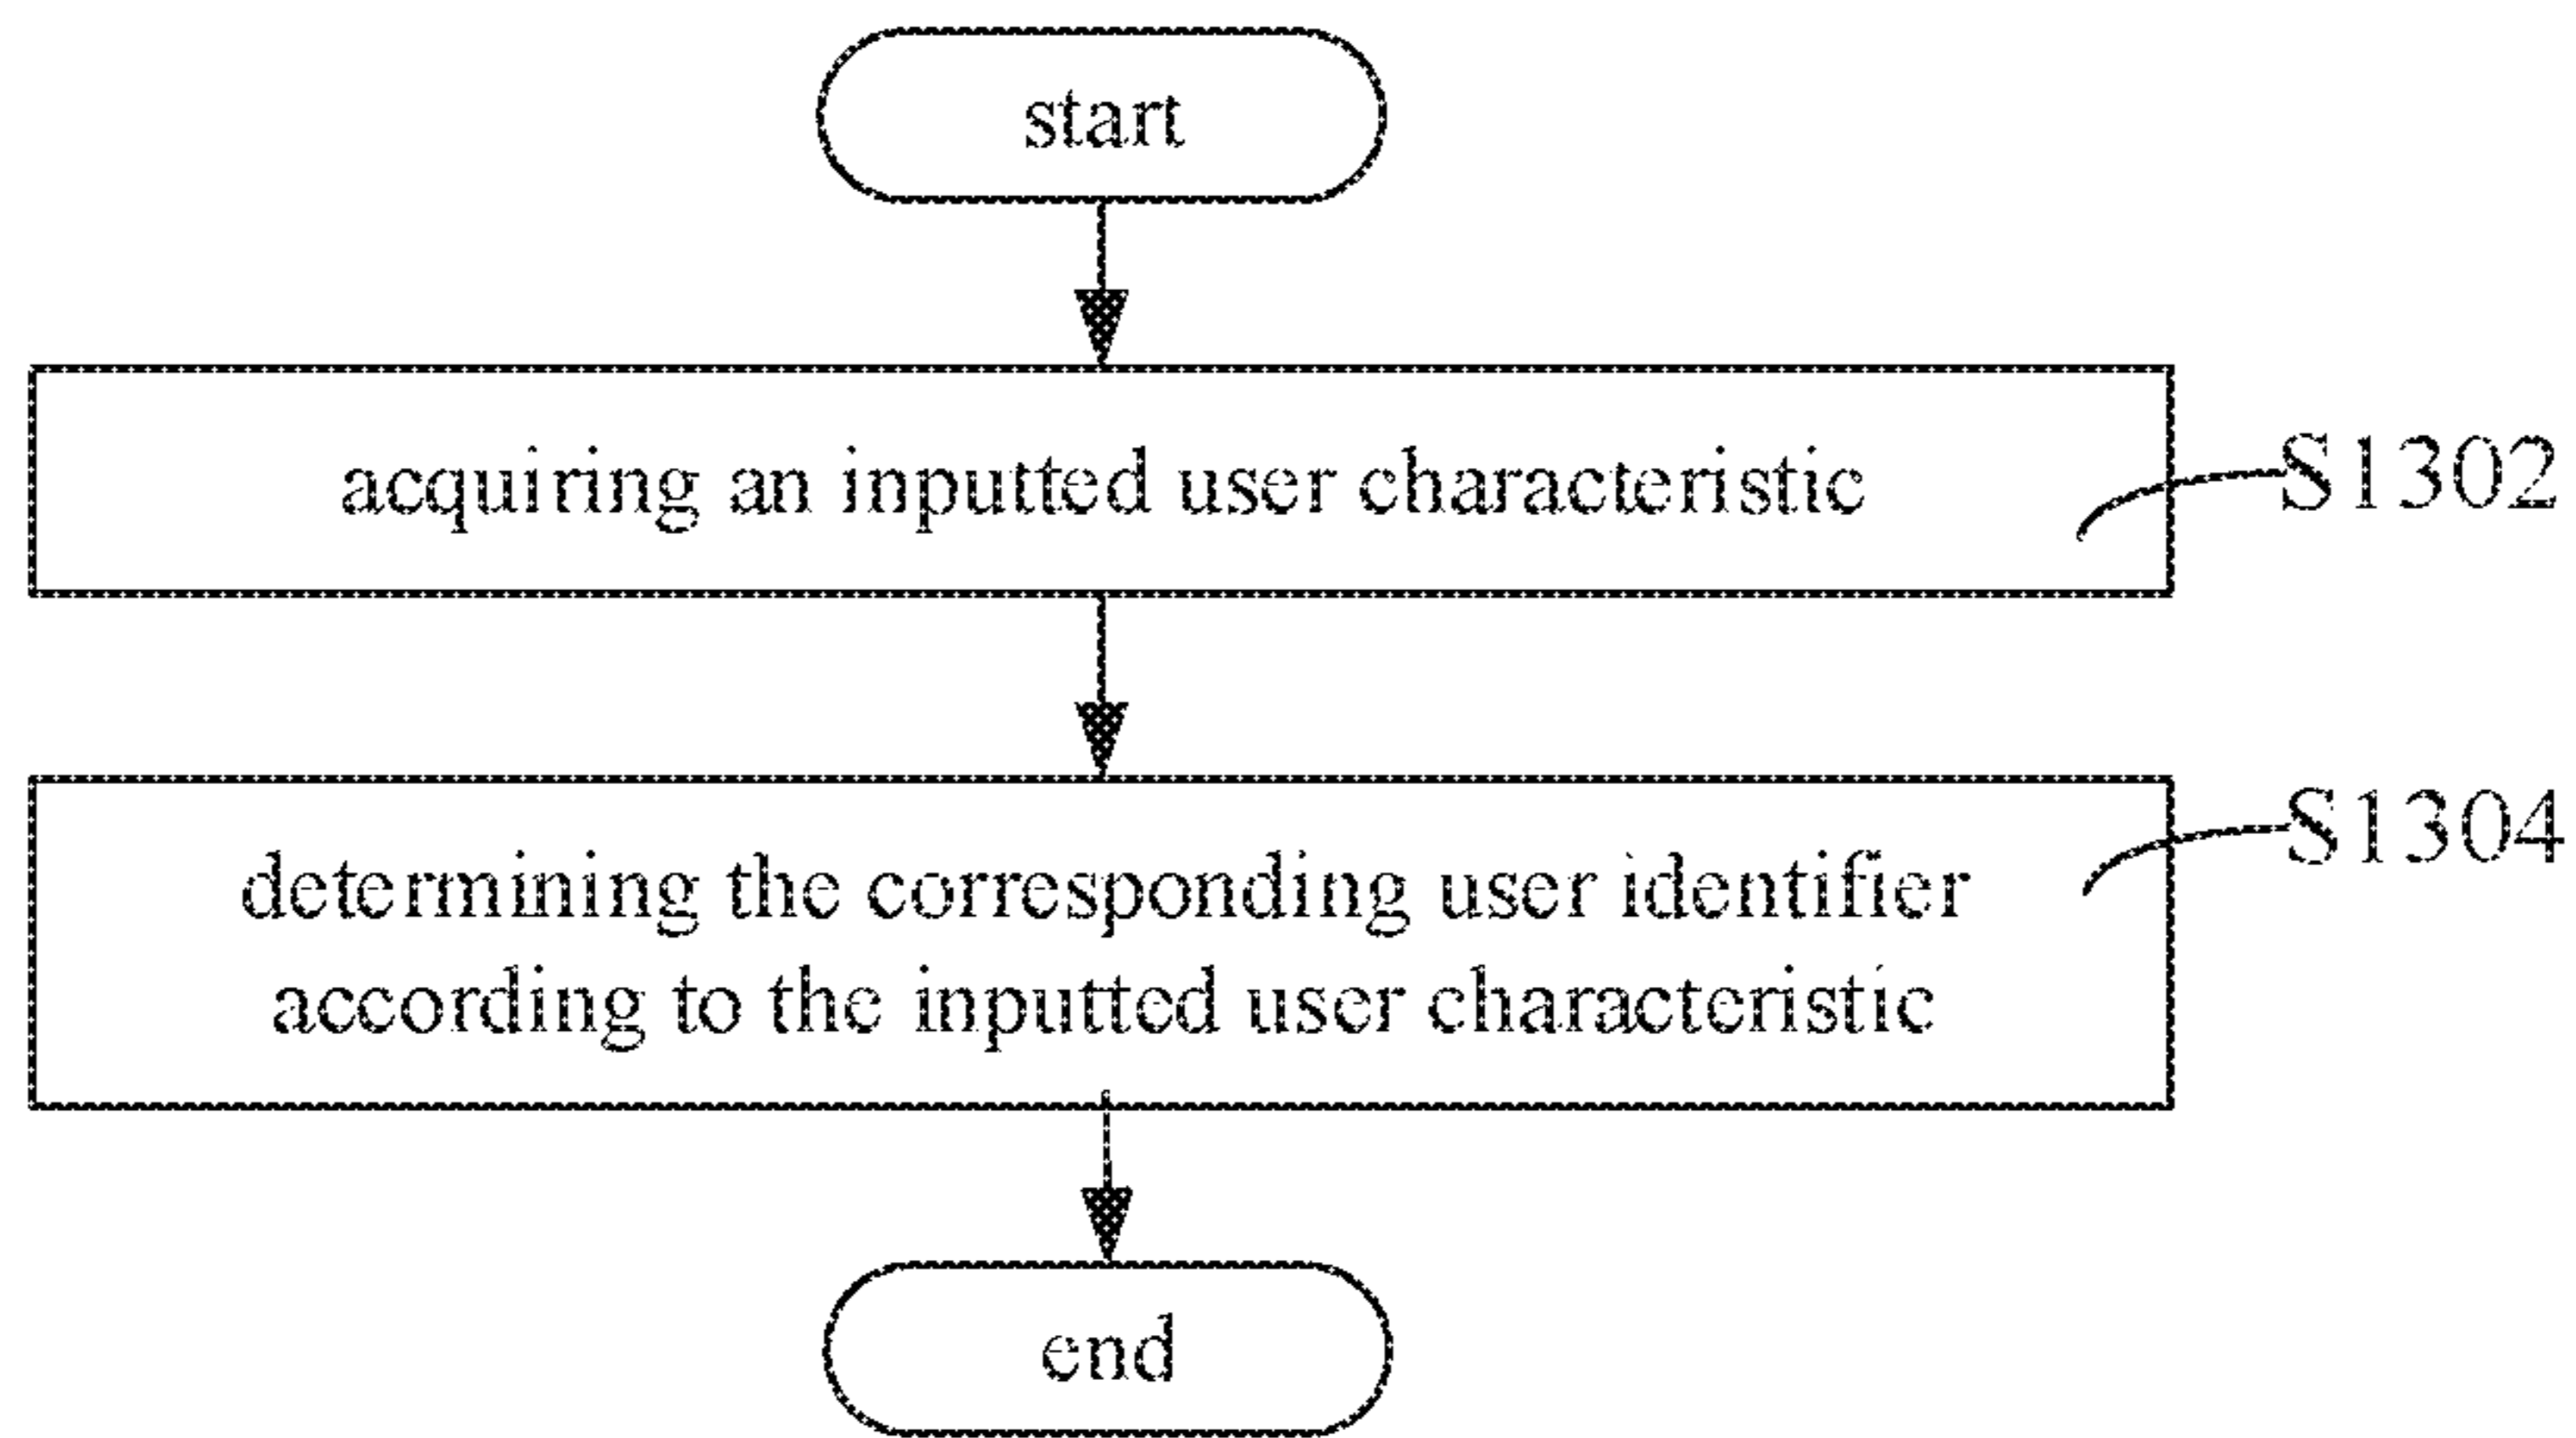 start
acquiring an inputted user characteristic
S1302
determining the corresponding user identifier
according to the inputted user characteristic
S1304
end